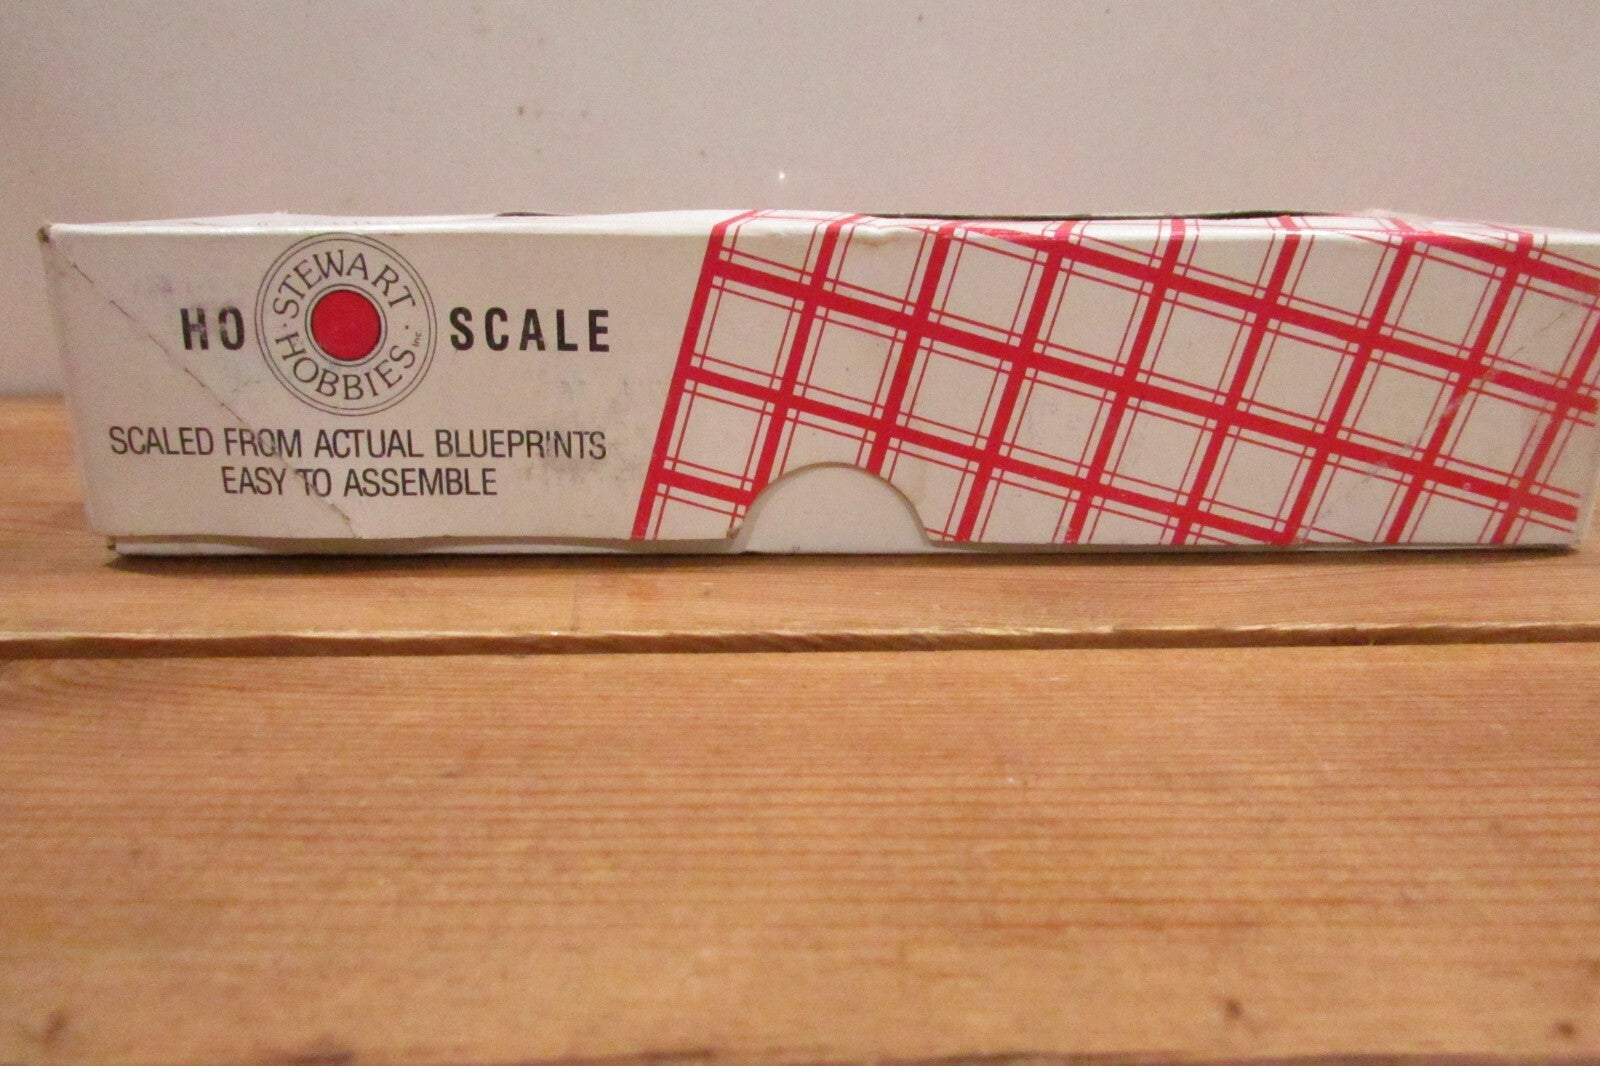 HO SCALE
STEWART HOBBIES Inc.
SCALED FROM ACTUAL BLUEPRINTS
EASY TO ASSEMBLE